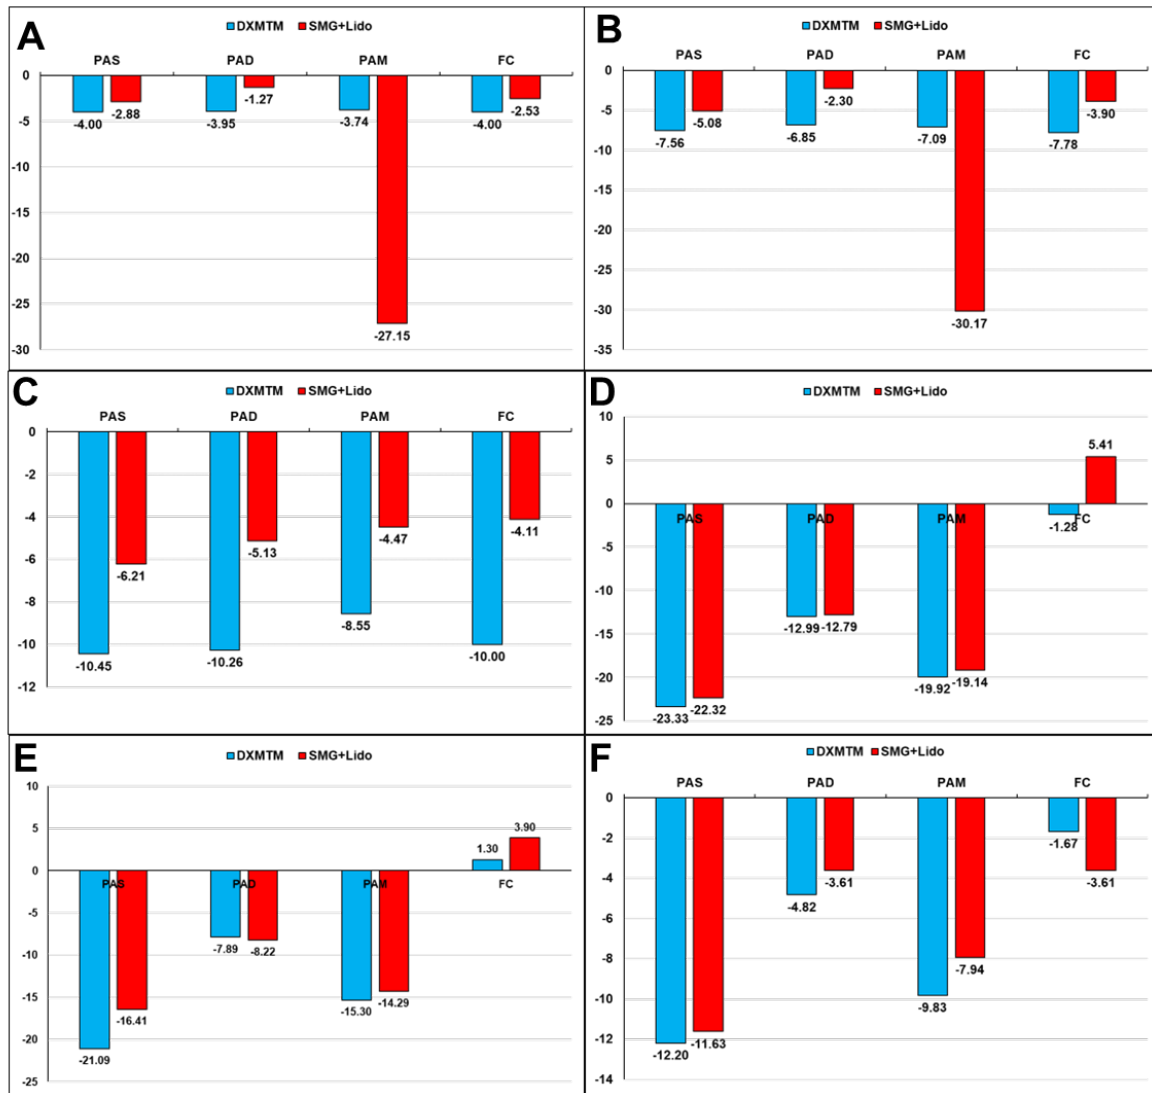 A
DXMTM SMG+Lido
PAS PAD PAM FC
0
-5
-10
-15
-20
-25
-30
-4.00 -2.88 -3.95 -1.27 -3.74 -27.15 -4.00 -2.53
B
DXMTM SMG+Lido
PAS PAD PAM FC
0
-5
-10
-15
-20
-25
-30
-35
-7.56 -5.08 -6.85 -2.30 -7.09 -30.17 -7.78 -3.90
C
DXMTM SMG+Lido
PAS PAD PAM FC
0
-2
-4
-6
-8
-10
-12
-10.45 -6.21 -10.26 -5.13 -8.55 -4.47 -10.00 -4.11
D
DXMTM SMG+Lido
10
5
0
-5
-10
-15
-20
-25
PAS PAD PAM FC
-23.33 -22.32 -12.99 -12.79 -19.92 -19.14 -1.28 5.41
E
DXMTM SMG+Lido
10
5
0
-5
-10
-15
-20
-25
PAS PAD PAM FC
-21.09 -16.41 -7.89 -8.22 -15.30 -14.29 1.30 3.90
F
DXMTM SMG+Lido
PAS PAD PAM FC
0
-2
-4
-6
-8
-10
-12
-14
-12.20 -11.63 -4.82 -3.61 -9.83 -7.94 -1.67 -3.61